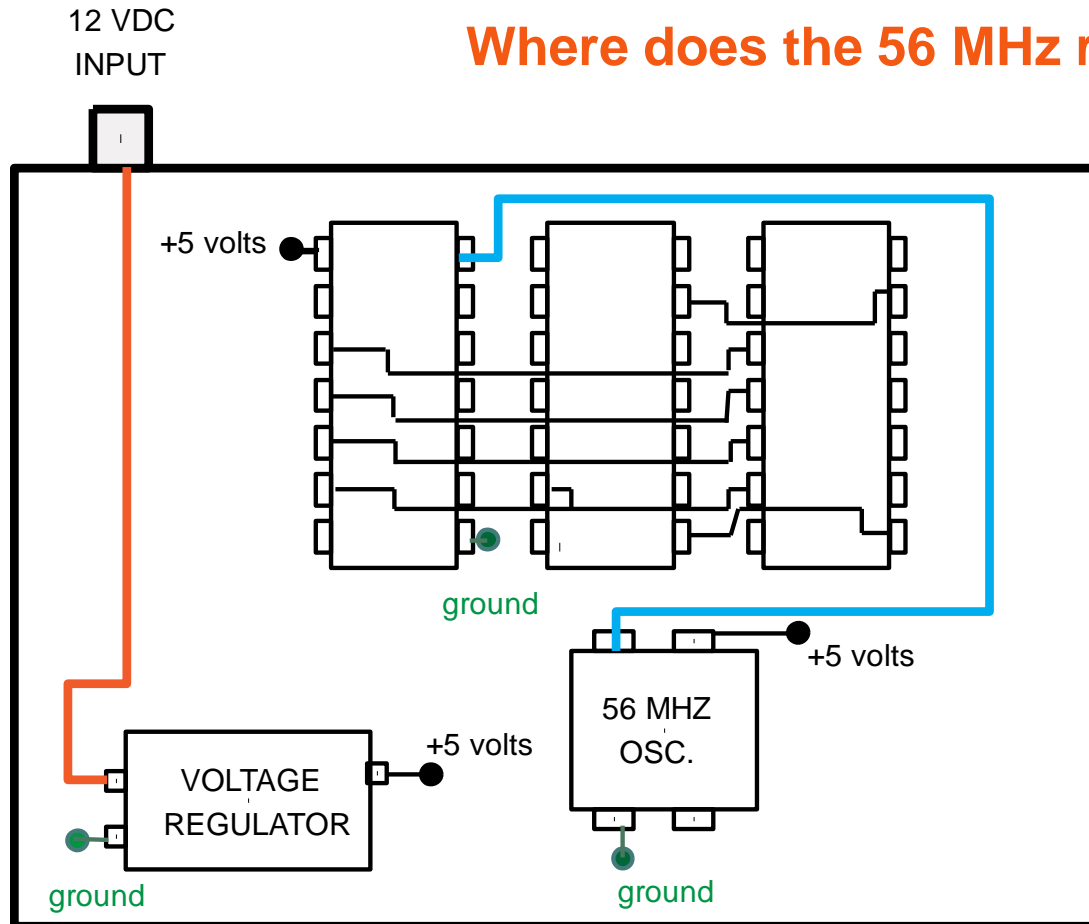 12 VDC
INPUT
Where does the 56 MHz
+5 volts
ground
+5 volts
56 MHZ
OSC.
+5 volts
VOLTAGE
REGULATOR
ground
ground